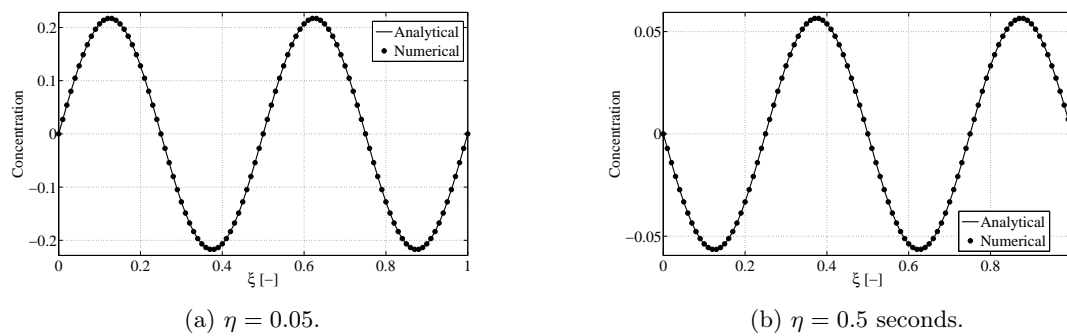 0.2
0.1
0
−0.1
−0.2
Concentration
0
0.2
0.4
0.6
0.8
1
ξ [−]
Analytical
Numerical
(a) η = 0.05.
0.05
0
−0.05
Concentration
0
0.2
0.4
0.6
0.8
ξ [−]
Analytical
Numerical
(b) η = 0.5 seconds.